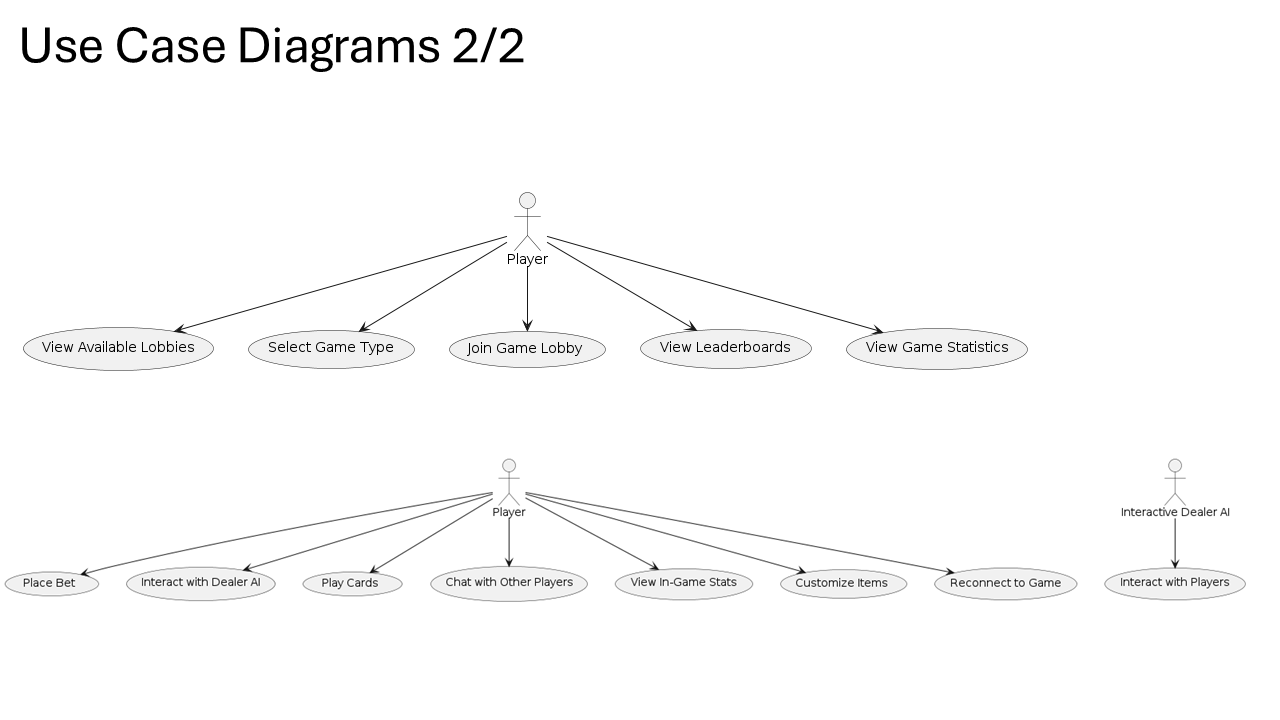 Use Case Diagrams 2/2
Player
View Available Lobbies
Select Game Type
Join Game Lobby
View Leaderboards
View Game Statistics
Player
Interactive Dealer AI
Place Bet
Interact with Dealer AI
Play Cards
Chat with Other Players
View In-Game Stats
Customize Items
Reconnect to Game
Interact with Players